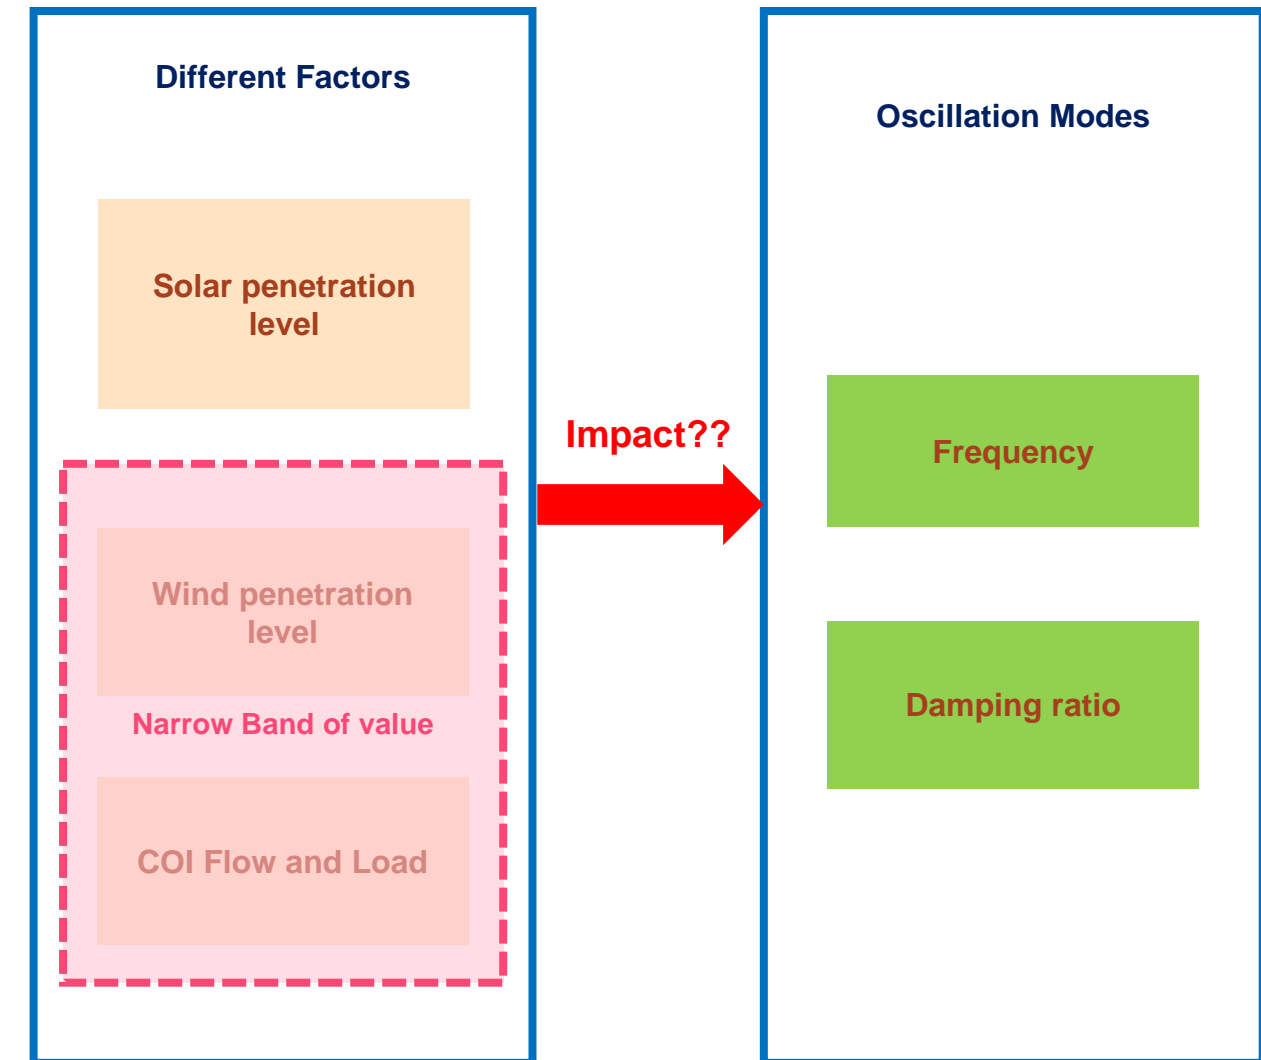 Different Factors
Solar penetration
level
Wind penetration
level
Narrow Band of value
COI Flow and Load
Impact??
Oscillation Modes
Frequency
Damping ratio